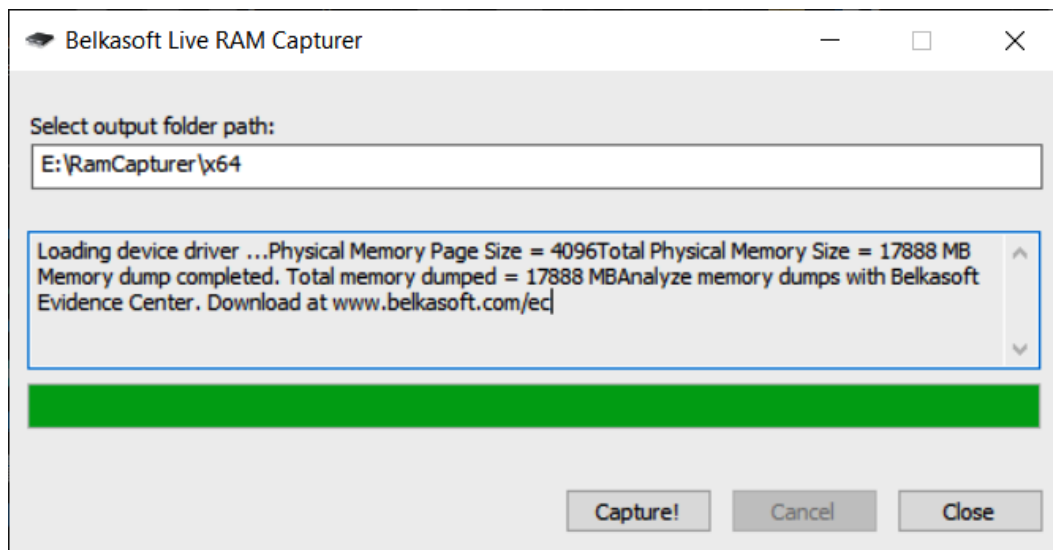 Belkasoft Live RAM Capturer
Select output folder path:
E:\RamCapturer\x64
Loading device driver ...Physical Memory Page Size = 4096Total Physical Memory Size = 17888 MB
Memory dump completed. Total memory dumped = 17888 MBAnalyze memory dumps with Belkasoft
Evidence Center. Download at www.belkasoft.com/ec
Capture!
Cancel
Close